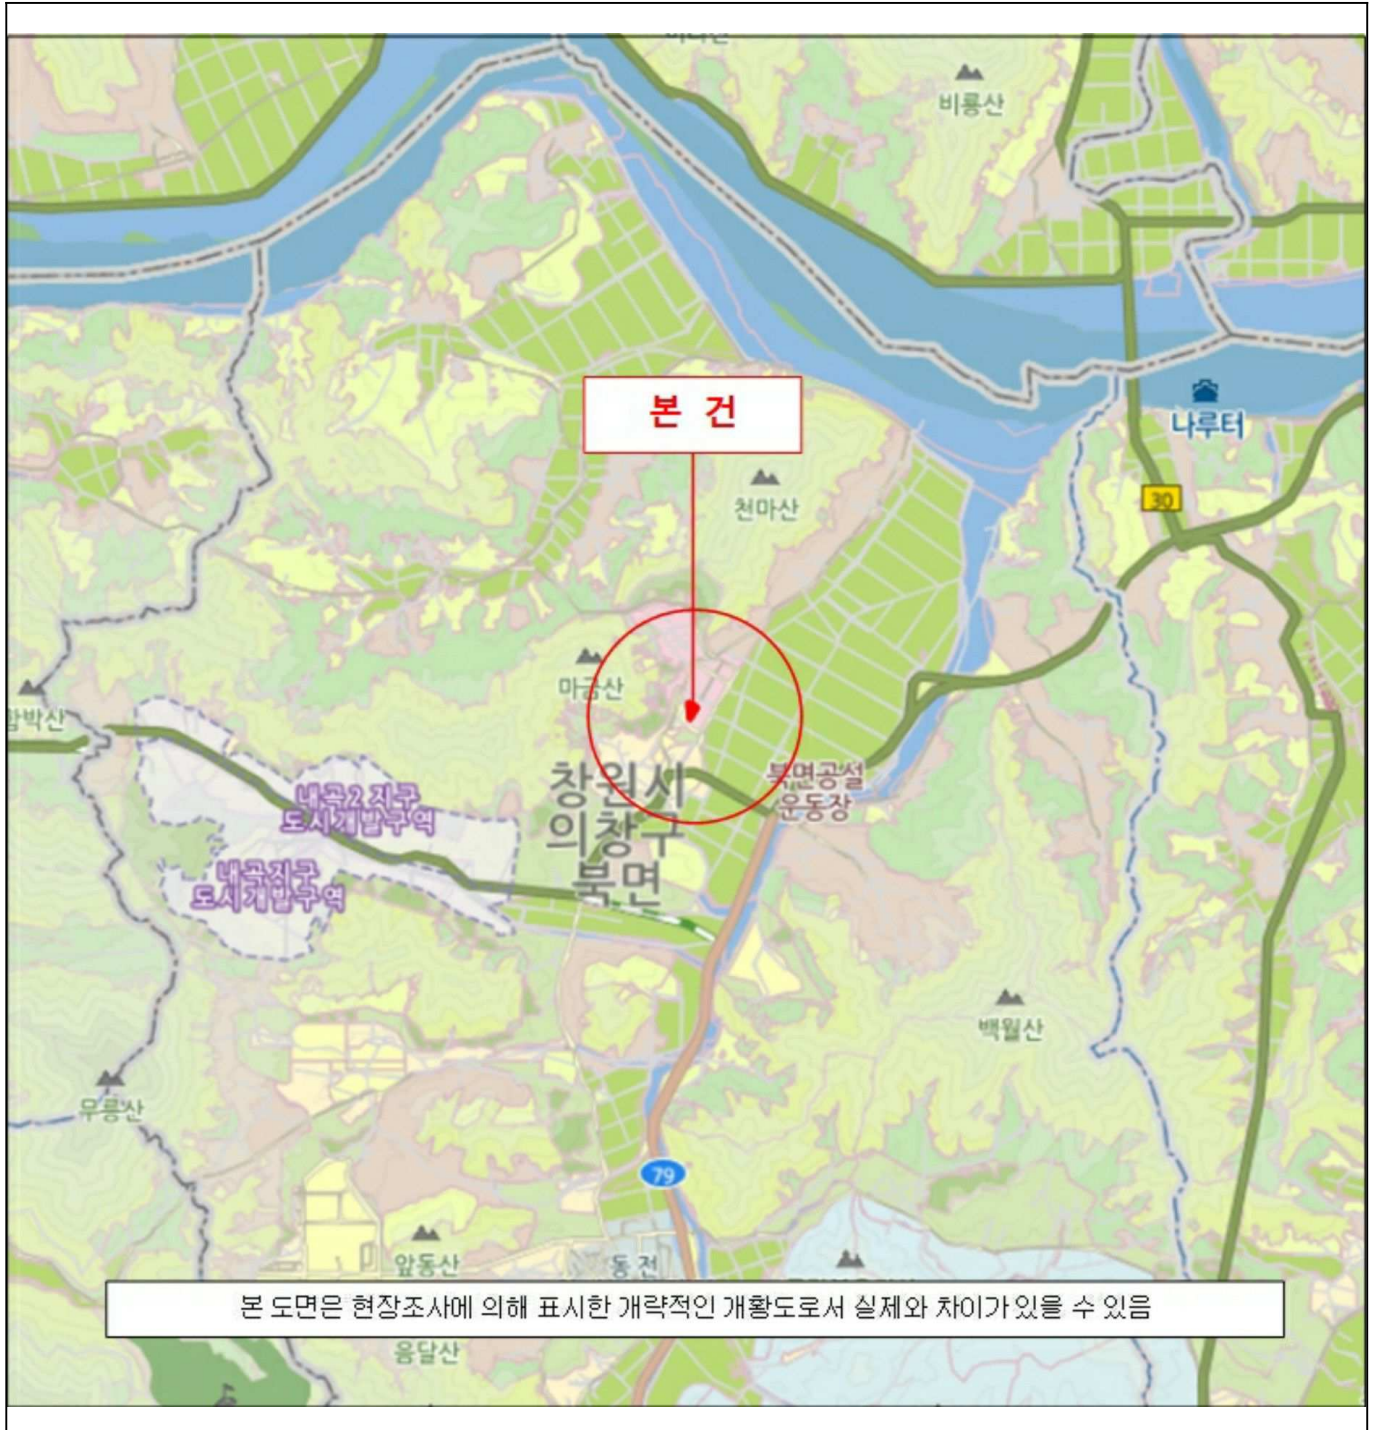 비룡산
본 건
나루터
30
천마산
마금산
함박산
창원시
의창구
북면
북면공설
운동장
내곡2 지구
도시개발구역
내곡지구
도시개발구역
백월산
무릉산
79
앞동산
동전
본 도면은 현장조사에 의해 표시한 개략적인 개황도로서 실제와 차이가 있을 수 있음
응달산